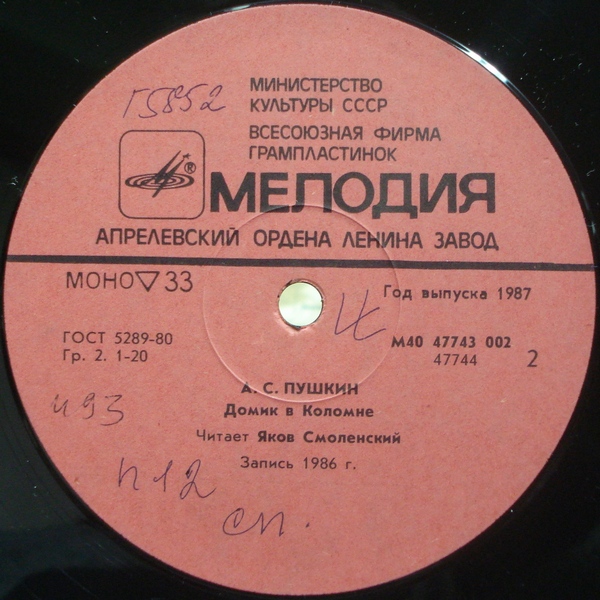 Г5852
МИНИСТЕРСТВО
КУЛЬТУРЫ СССР
ВСЕСОЮЗНАЯ ФИРМА
ГРАМПЛАСТИНОК
®
МЕЛОДИЯ
АПРЕЛЕВСКИЙ ОРДЕНА ЛЕНИНА ЗАВОД
МОНО ▽ 33
Год выпуска 1987
ГОСТ 5289-80
Гр. 2. 1-20
М40 47743 002
47744
2
А. С. ПУШКИН
Домик в Коломне
Читает Яков Смоленский
Запись 1986 г.
п12
сп.